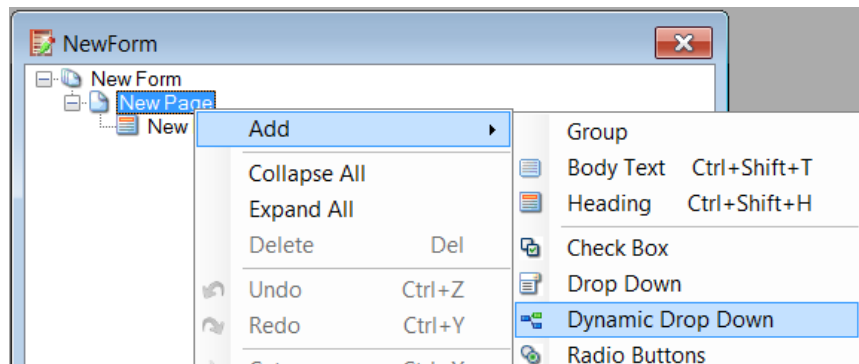 NewForm
New Form
New Page
New
Add
Collapse All
Expand All
Delete Del
Undo Ctrl+Z
Redo Ctrl+Y
Group
Body Text Ctrl+Shift+T
Heading Ctrl+Shift+H
Check Box
Drop Down
Dynamic Drop Down
Radio Buttons